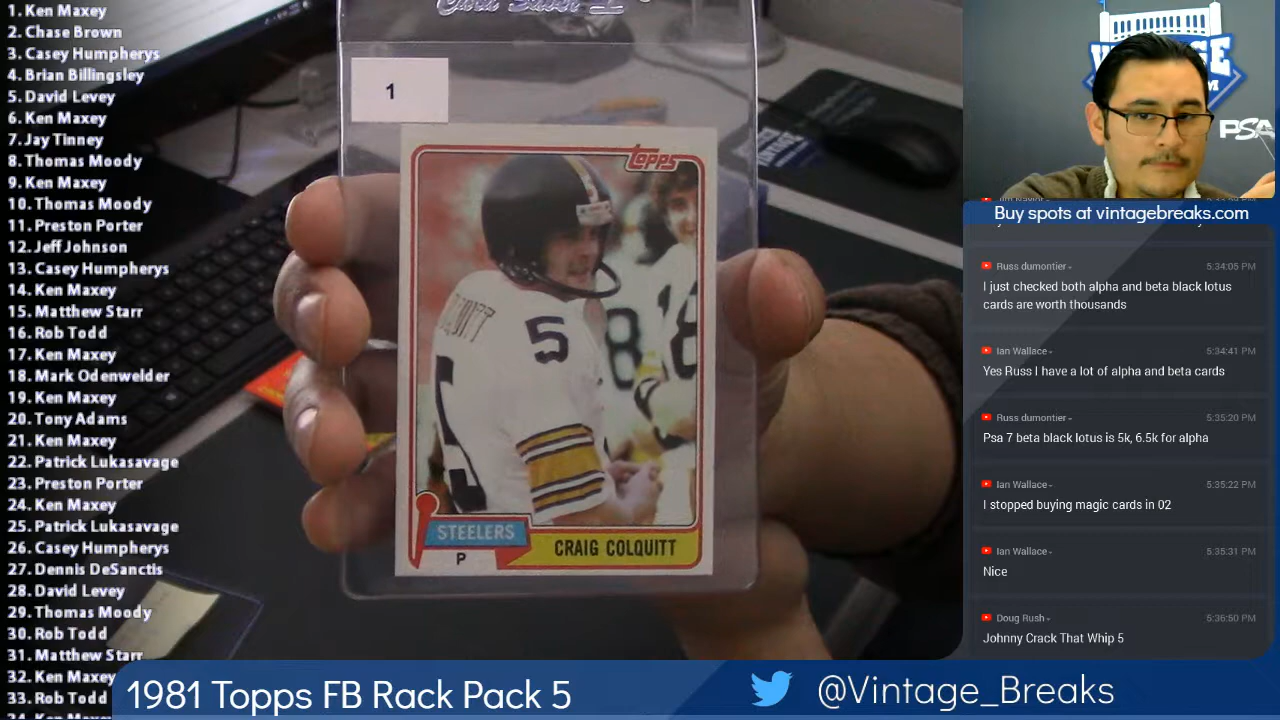 1. Ken Maxey
2. Chase Brown
3. Casey Humpherys
4. Brian Billingsley
5. David Levey
6. Ken Maxey
7. Jay Tinney
8. Thomas Moody
9. Ken Maxey
10. Thomas Moody
11. Preston Porter
12. Jeff Johnson
13. Casey Humpherys
14. Ken Maxey
15. Matthew Starr
16. Rob Todd
17. Ken Maxey
18. Mark Odenwelder
19. Ken Maxey
20. Tony Adams
21. Ken Maxey
22. Patrick Lukasavage
23. Preston Porter
24. Ken Maxey
25. Patrick Lukasavage
26. Casey Humpherys
27. Dennis DeSanctis
28. David Levey
29. Thomas Moody
30. Rob Todd
31. Matthew Starr
32. Ken Maxey
33. Rob Todd
1
Topps
5
STEELERS
P
CRAIG COLQUITT
PSA
Buy spots at vintagebreaks.com
Russ dumontier 5:34:05 PM
I just checked both alpha and beta black lotus
cards are worth thousands
Ian Wallace 5:34:41 PM
Yes Russ I have a lot of alpha and beta cards
Russ dumontier 5:35:20 PM
Psa 7 beta black lotus is 5k, 6.5k for alpha
Ian Wallace 5:35:22 PM
I stopped buying magic cards in 02
Ian Wallace 5:35:31 PM
Nice
Doug Rush 5:36:50 PM
Johnny Crack That Whip 5
1981 Topps FB Rack Pack 5
@Vintage_Breaks